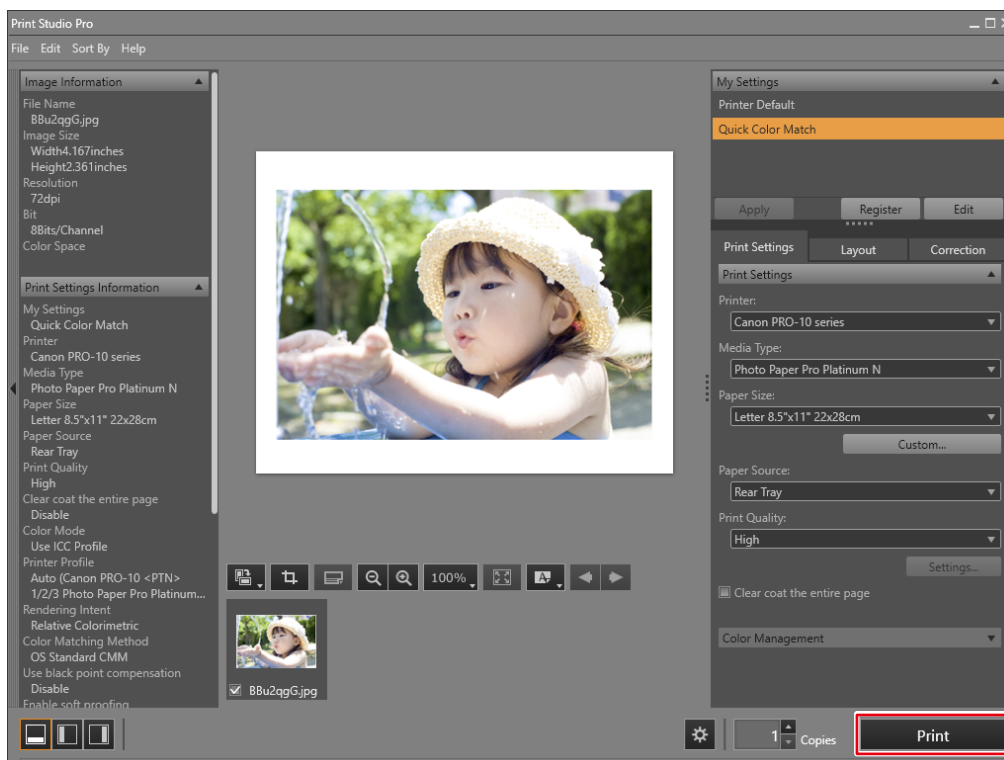 Print Studio Pro
File Edit Sort By Help
Image Information
File Name
BBu2qgG.jpg
Image Size
Width4.167inches
Height2.361inches
Resolution
72dpi
Bit
8Bits/Channel
Color Space
Print Settings Information
My Settings
Quick Color Match
Printer
Canon PRO-10 series
Media Type
Photo Paper Pro Platinum N
Paper Size
Letter 8.5"x11" 22x28cm
Paper Source
Rear Tray
Print Quality
High
Clear coat the entire page
Disable
Color Mode
Use ICC Profile
Printer Profile
Auto (Canon PRO-10 <PTN>
1/2/3 Photo Paper Pro Platinum...
Rendering Intent
Relative Colorimetric
Color Matching Method
OS Standard CMM
Use black point compensation
Disable
Enable soft proofing
100%
A
BBu2qgG.jpg
My Settings
Printer Default
Quick Color Match
Apply Register Edit
Print Settings Layout Correction
Print Settings
Printer:
Canon PRO-10 series
Media Type:
Photo Paper Pro Platinum N
Paper Size:
Letter 8.5"x11" 22x28cm
Custom...
Paper Source:
Rear Tray
Print Quality:
High
Settings...
Clear coat the entire page
Color Management
1 Copies Print